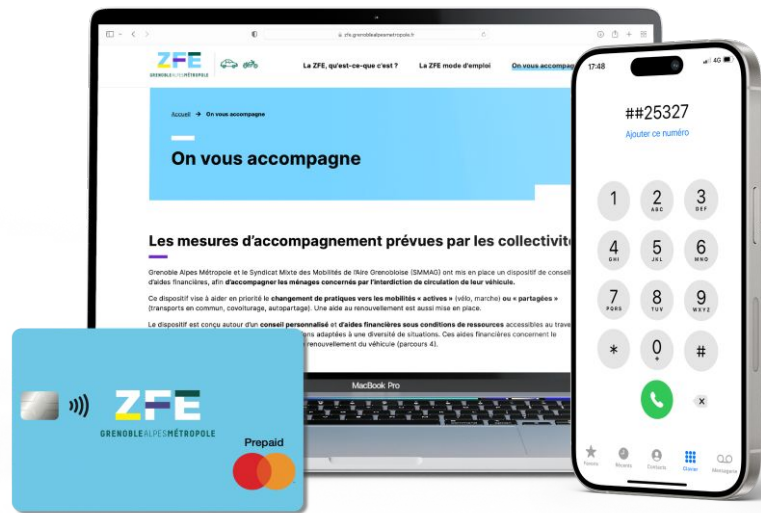 zfe.grenoblealpesmetropole.fr
ZFE
GRENOBLEALPESMÉTROPOLE
La ZFE, qu'est-ce-que c'est ?
La ZFE mode d'emploi
On vous accompag
Accueil → On vous accompagne
On vous accompagne
Les mesures d'accompagnement prévues par les collectivit
Grenoble Alpes Métropole et le Syndicat Mixte des Mobilités de l'Aire Grenobloise (SMMAG) ont mis en place un dispositif de conseil
d'aides financières, afin d'accompagner les ménages concernés par l'interdiction de circulation de leur véhicule.
Ce dispositif vise à aider en priorité le changement de pratiques vers les mobilités « actives » (vélo, marche) ou « partagées »
(transports en commun, covoiturage, autopartage). Une aide au renouvellement est aussi mise en place.
Le dispositif est conçu autour d'un conseil personnalisé et d'aides financières sous conditions de ressources accessibles au trave
ns adaptées à une diversité de situations. Ces aides financières concernent le
renouvellement du véhicule (parcours 4).
MacBook Pro
ZFE
GRENOBLEALPESMÉTROPOLE
Prepaid
17:48
4G
##25327
Ajouter ce numéro
1
2
ABC
3
DEF
4
GHI
5
JKL
6
MNO
7
PQRS
8
TUV
9
WXYZ
*
0
+
#
Favoris
Récents
Contacts
Clavier
Messagerie